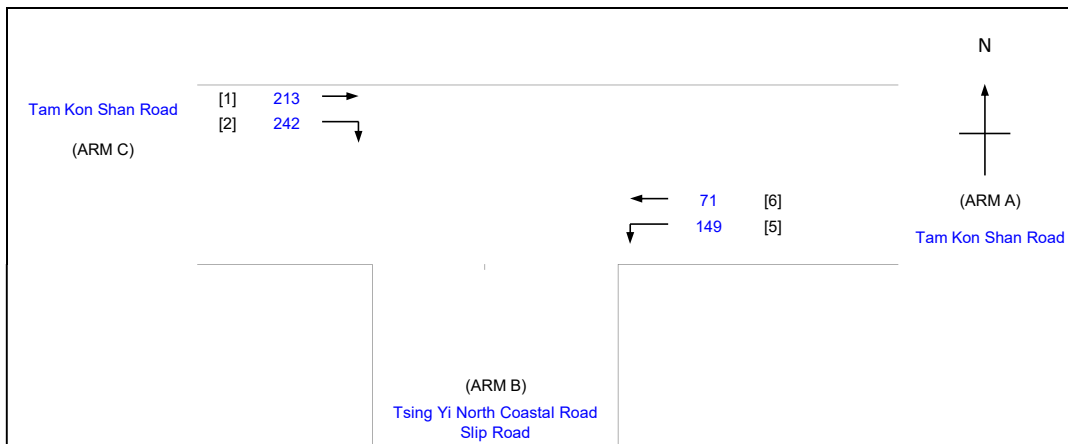 N
Tam Kon Shan Road [1] 213
[2] 242
(ARM C)
71 [6] (ARM A)
149 [5]
Tam Kon Shan Road
(ARM B)
Tsing Yi North Coastal Road
Slip Road